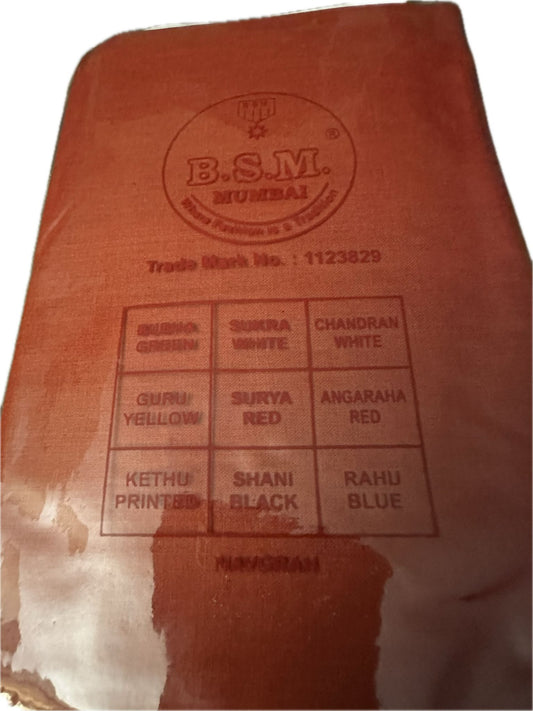 B.S.M.
®
MUMBAI
Where Fashion is a Tradition
Trade Mark No. : 1123829
GREEN
SUKRA
WHITE
CHANDRAN
WHITE
GURU
YELLOW
SURYA
RED
ANGARAHA
RED
KETHU
PRINTED
SHANI
BLACK
RAHU
BLUE
NAVGRAH